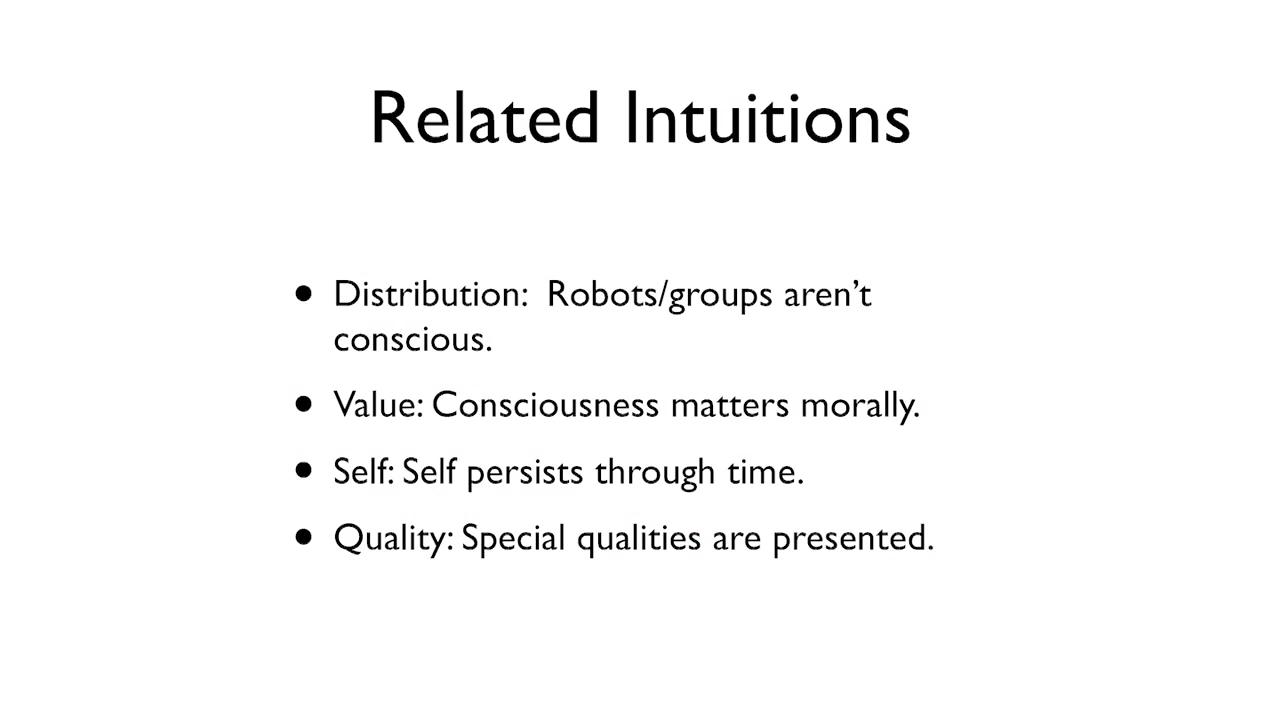 Related Intuitions
• Distribution:  Robots/groups aren’t
conscious.
• Value: Consciousness matters morally.
• Self: Self persists through time.
• Quality: Special qualities are presented.